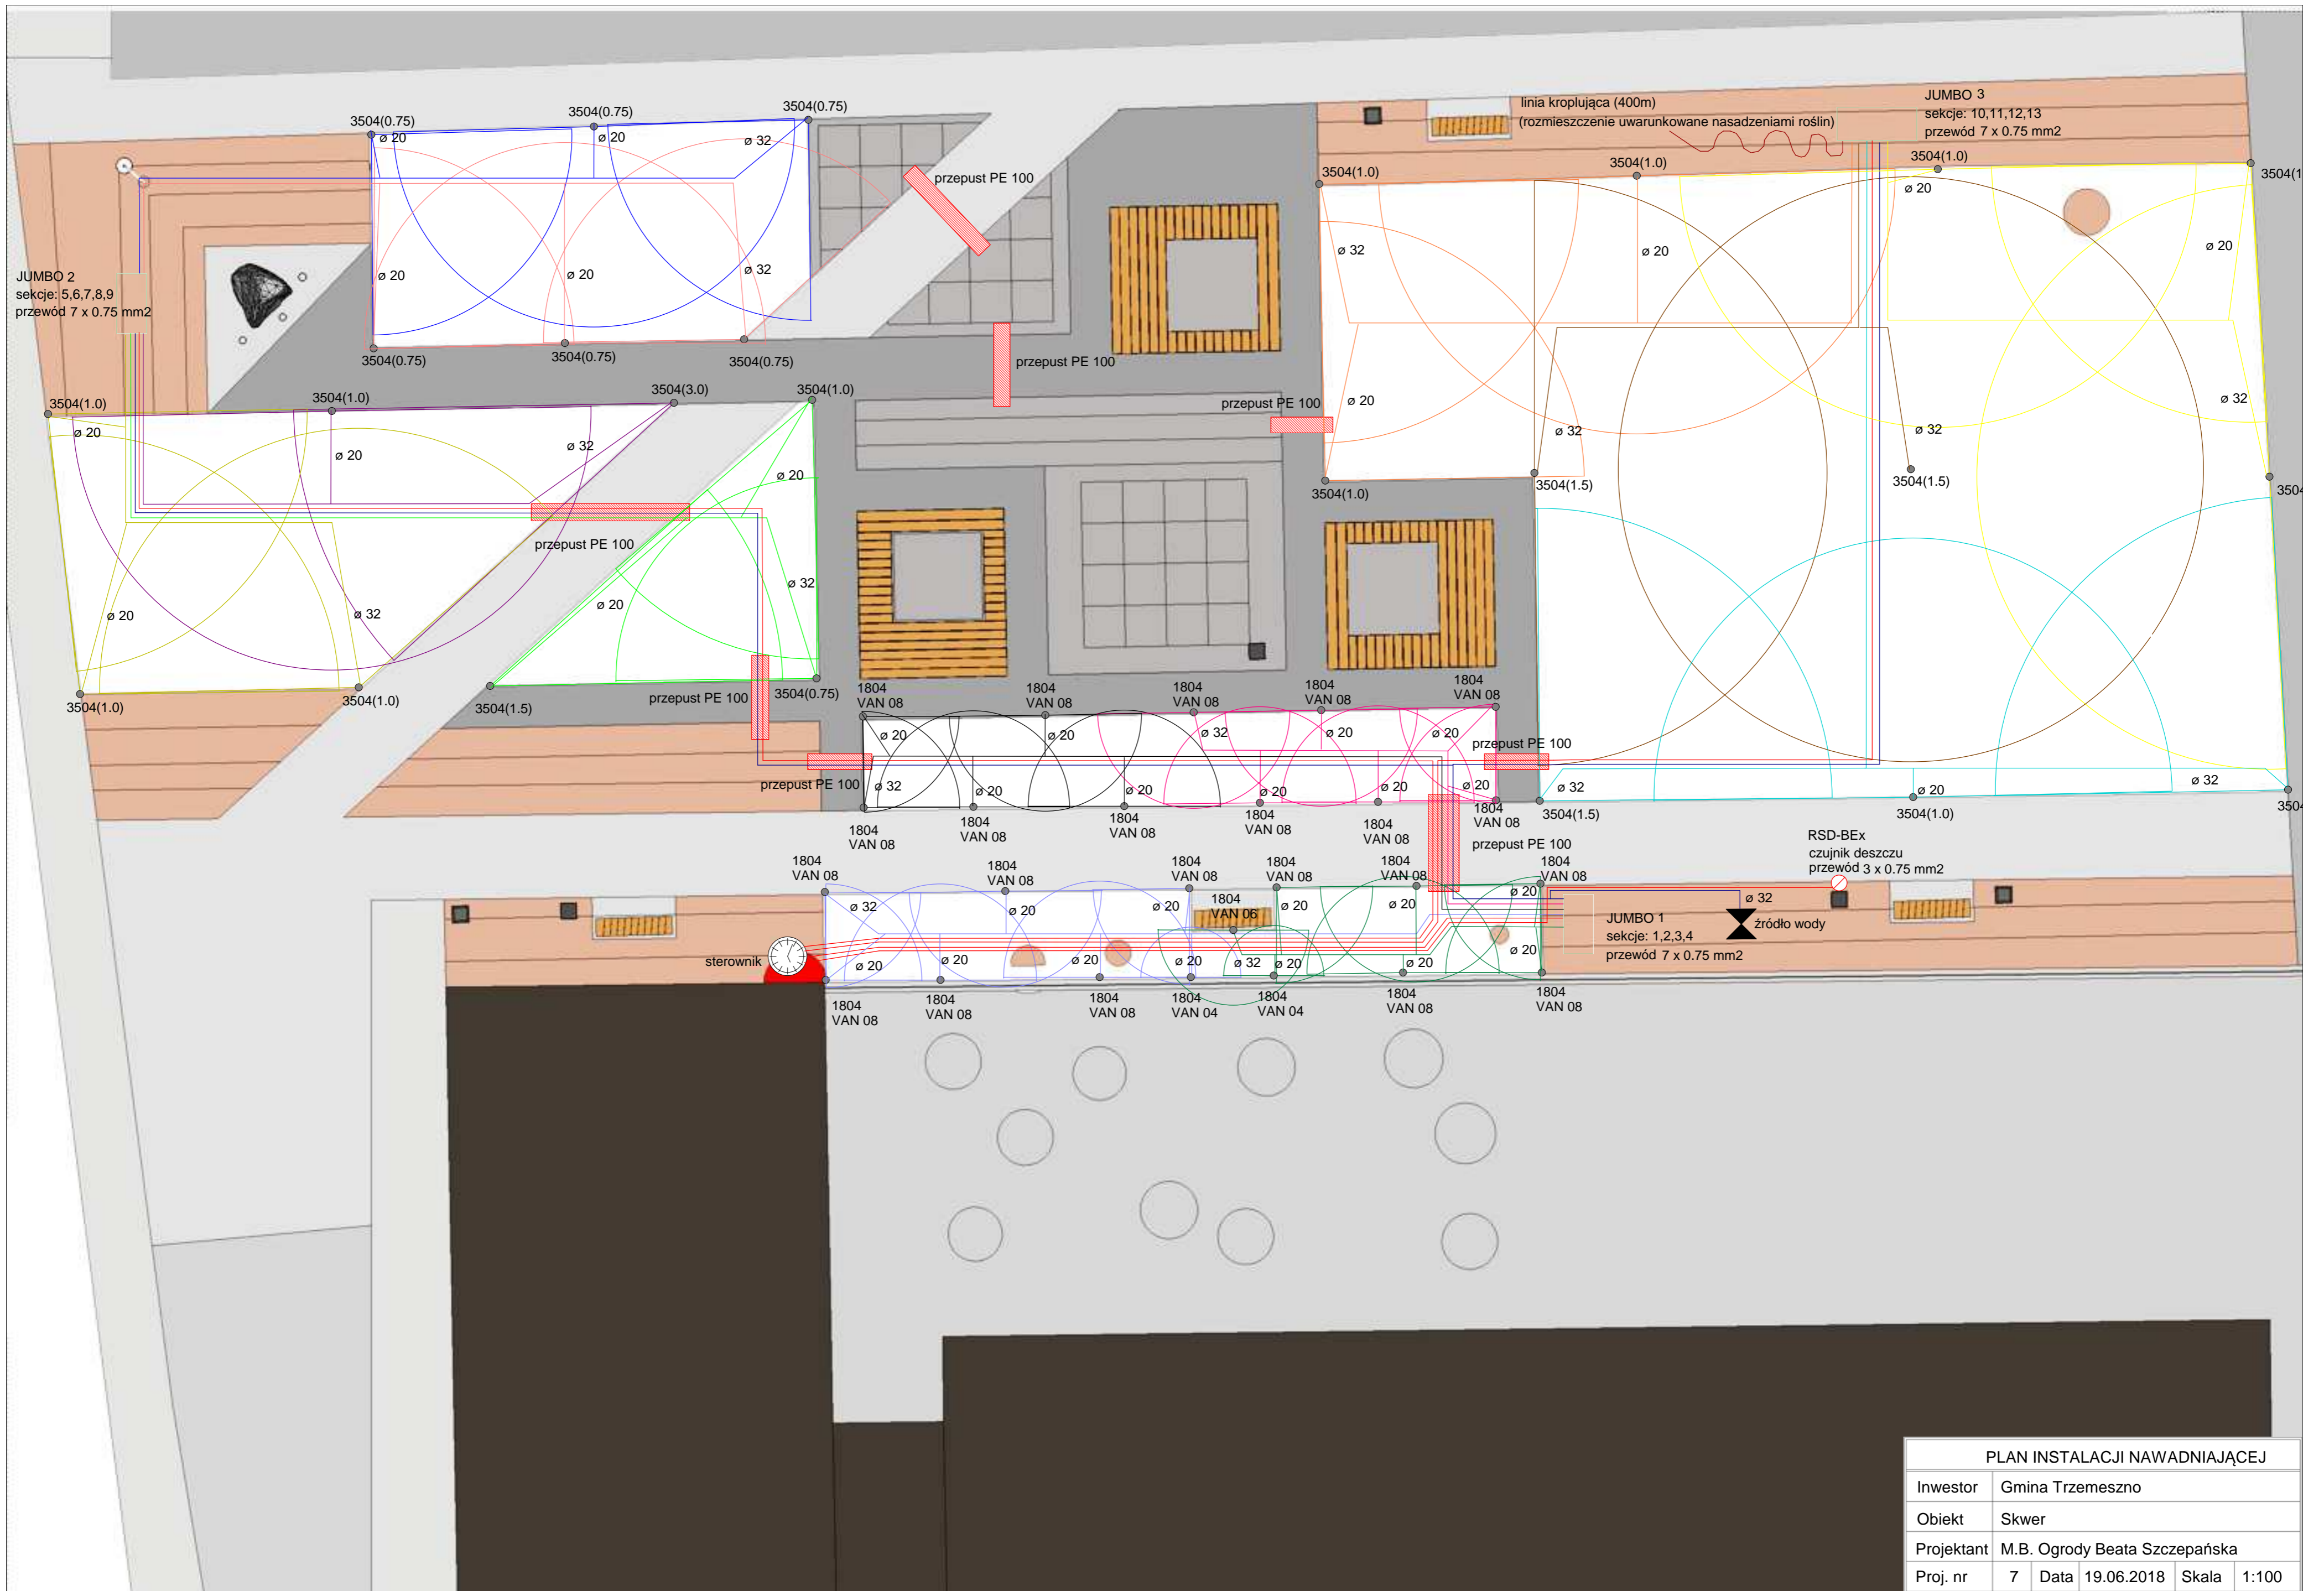 3504(0.75)
3504(0.75)
3504(0.75)
ø 20
ø 20
ø 32
linia kroplująca (400m)
(rozmieszczenie uwarunkowane nasadzeniami roślin)
JUMBO 3
sekcje: 10,11,12,13
przewód 7 x 0.75 mm2
przepust PE 100
3504(1.0)
3504(1.0)
3504(1.0)
3504(1
ø 20
ø 32
ø 20
ø 20
JUMBO 2
sekcje: 5,6,7,8,9
przewód 7 x 0.75 mm2
ø 20
ø 20
ø 32
3504(0.75)
3504(0.75)
3504(0.75)
przepust PE 100
3504(1.0)
3504(1.0)
3504(3.0)
3504(1.0)
przepust PE 100
ø 20
ø 32
ø 20
ø 20
ø 32
ø 20
ø 32
ø 32
3504(1.0)
3504(1.5)
3504(1.5)
3504
ø 20
przepust PE 100
ø 20
ø 32
ø 20
ø 32
3504(1.0)
3504(1.0)
3504(1.5)
przepust PE 100
3504(0.75)
1804
VAN 08
1804
VAN 08
1804
VAN 08
1804
VAN 08
1804
VAN 08
ø 20
ø 20
ø 32
ø 20
ø 20
przepust PE 100
przepust PE 100
ø 32
ø 20
ø 20
ø 20
ø 20
ø 20
ø 32
ø 20
ø 32
1804
VAN 08
1804
VAN 08
1804
VAN 08
1804
VAN 08
1804
VAN 08
1804
VAN 08
3504(1.5)
3504(1.0)
3504
przepust PE 100
RSD-BEx
czujnik deszczu
przewód 3 x 0.75 mm2
1804
VAN 08
1804
VAN 08
1804
VAN 08
1804
VAN 08
1804
VAN 08
1804
VAN 08
ø 32
ø 20
ø 20
1804
VAN 06
ø 20
ø 20
ø 20
ø 32
JUMBO 1
sekcje: 1,2,3,4
przewód 7 x 0.75 mm2
źródło wody
sterownik
ø 20
ø 20
ø 20
ø 20
ø 32
ø 20
ø 20
ø 20
1804
VAN 08
1804
VAN 08
1804
VAN 08
1804
VAN 04
1804
VAN 04
1804
VAN 08
1804
VAN 08
PLAN INSTALACJI NAWADNIAJĄCEJ
Inwestor Gmina Trzemeszno
Obiekt Skwer
Projektant M.B. Ogrody Beata Szczepańska
Proj. nr 7 Data 19.06.2018 Skala 1:100